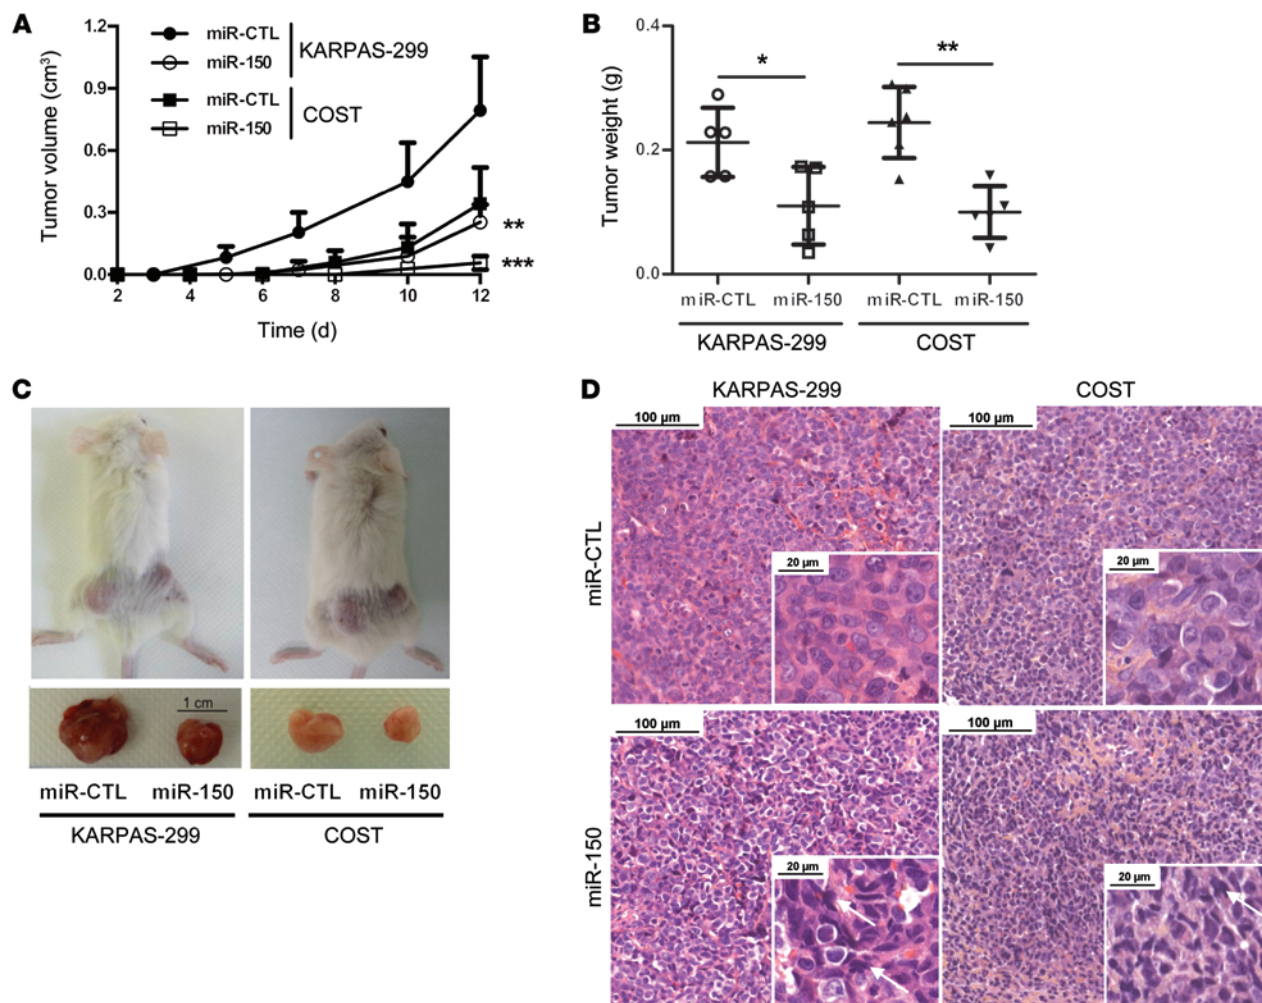 A
1.2
0.9
0.6
0.3
0.0
Tumor volume (cm³)
miR-CTL
miR-150
KARPAS-299
miR-CTL
miR-150
COST
**
***
2 4 6 8 10 12
Time (d)
B
0.4
0.2
0.0
Tumor weight (g)
*
**
miR-CTL miR-150 miR-CTL miR-150
KARPAS-299 COST
C
1 cm
miR-CTL miR-150 miR-CTL miR-150
KARPAS-299 COST
D
KARPAS-299 COST
miR-CTL
100 µm
20 µm
100 µm
20 µm
miR-150
100 µm
20 µm
100 µm
20 µm